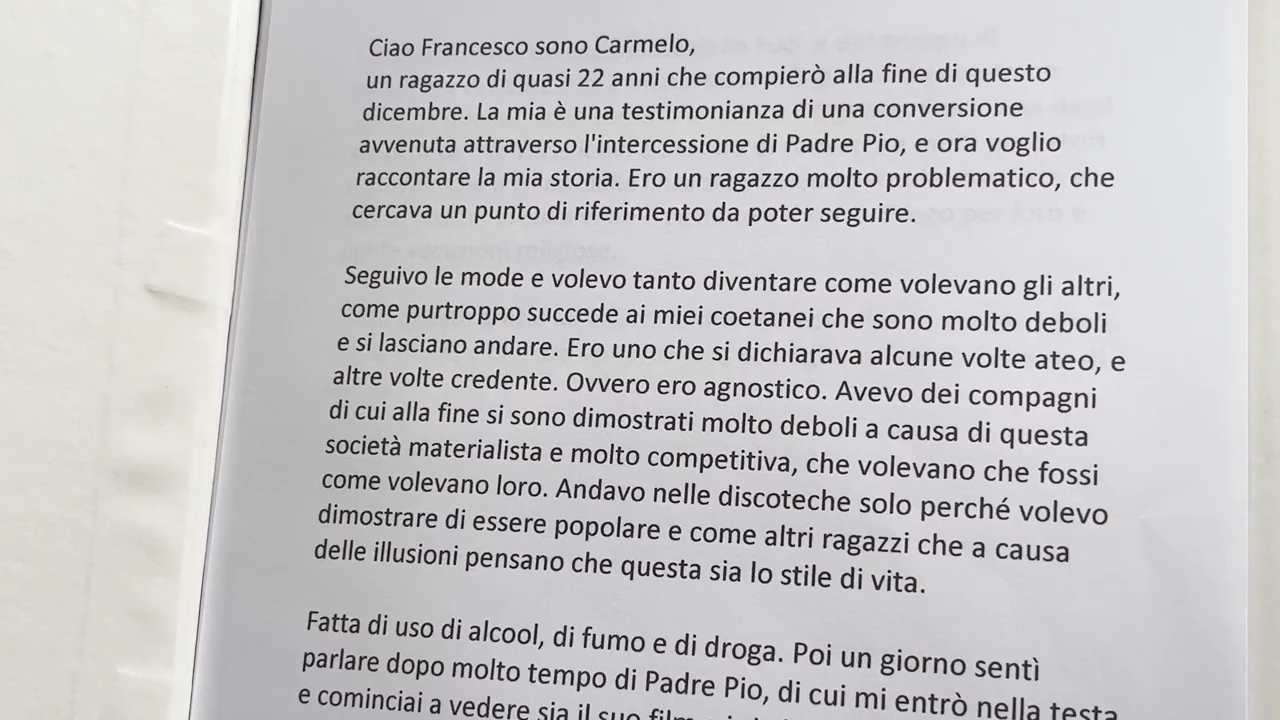 Ciao Francesco sono Carmelo,
un ragazzo di quasi 22 anni che compierò alla fine di questo
dicembre. La mia è una testimonianza di una conversione
avvenuta attraverso l'intercessione di Padre Pio, e ora voglio
raccontare la mia storia. Ero un ragazzo molto problematico, che
cercava un punto di riferimento da poter seguire.
Seguivo le mode e volevo tanto diventare come volevano gli altri,
come purtroppo succede ai miei coetanei che sono molto deboli
e si lasciano andare. Ero uno che si dichiarava alcune volte ateo, e
altre volte credente. Ovvero ero agnostico. Avevo dei compagni
di cui alla fine si sono dimostrati molto deboli a causa di questa
società materialista e molto competitiva, che volevano che fossi
come volevano loro. Andavo nelle discoteche solo perché volevo
dimostrare di essere popolare e come altri ragazzi che a causa
delle illusioni pensano che questa sia lo stile di vita.
Fatta di uso di alcool, di fumo e di droga. Poi un giorno sentì
parlare dopo molto tempo di Padre Pio, di cui mi entrò nella testa
e cominciai a vedere sia il suo film